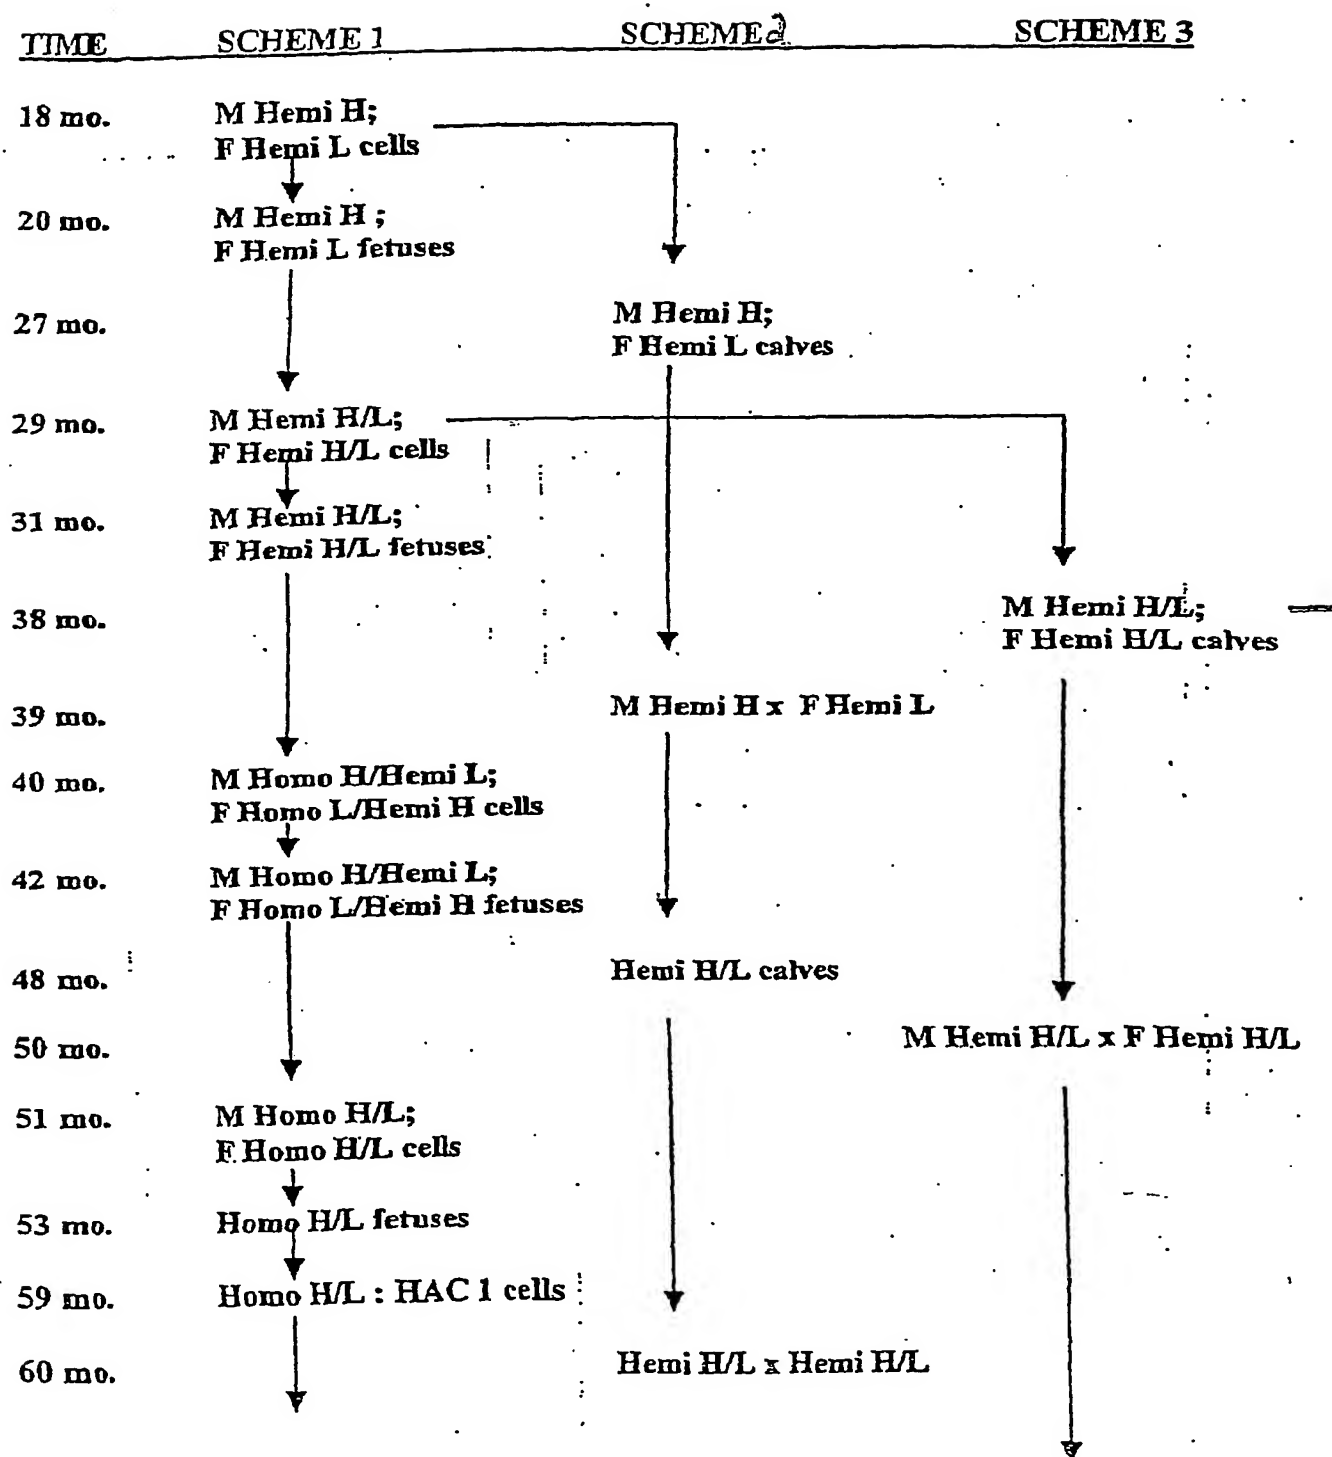 TIME SCHEME 1 SCHEME 2 SCHEME 3
18 mo. M Hemi H;
F Hemi L cells
20 mo. M Hemi H ;
F Hemi L fetuses
27 mo. M Hemi H;
F Hemi L calves
29 mo. M Hemi H/L;
F Hemi H/L cells
31 mo. M Hemi H/L;
F Hemi H/L fetuses
38 mo. M Hemi H/L;
F Hemi H/L calves
39 mo. M Hemi H x F Hemi L
40 mo. M Homo H/Hemi L;
F Homo L/Hemi H cells
42 mo. M Homo H/Hemi L;
F Homo L/Hemi H fetuses
48 mo. Hemi H/L calves
50 mo. M Hemi H/L x F Hemi H/L
51 mo. M Homo H/L;
F Homo H/L cells
53 mo. Homo H/L fetuses
59 mo. Homo H/L : HAC 1 cells
60 mo. Hemi H/L x Hemi H/L